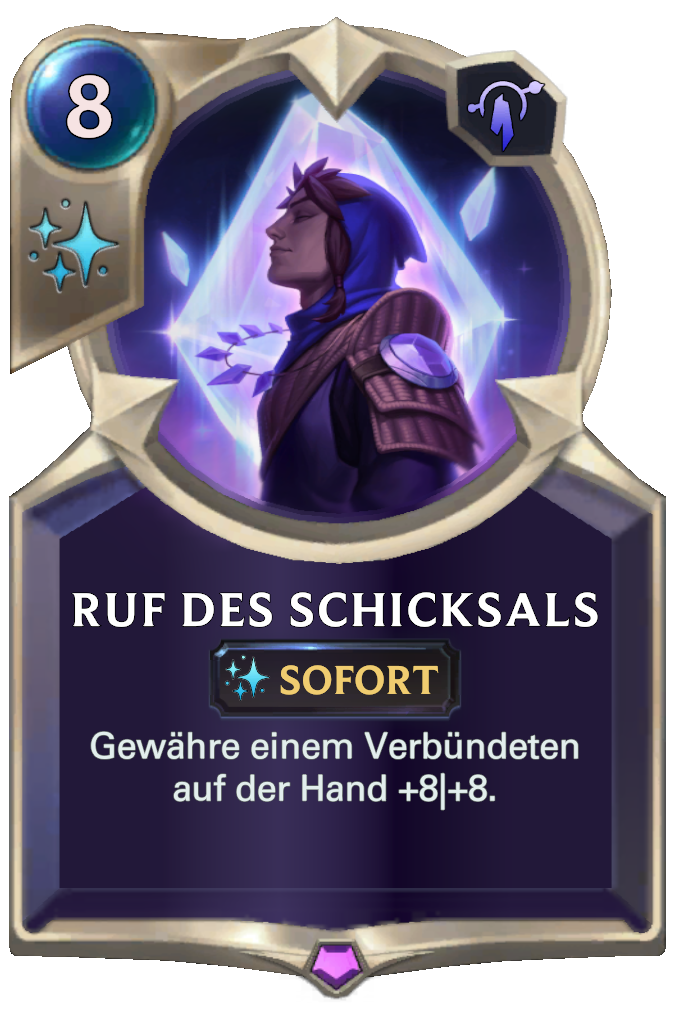 8
RUF DES SCHICKSALS
SOFORT
Gewähre einem Verbündeten
auf der Hand +8|+8.